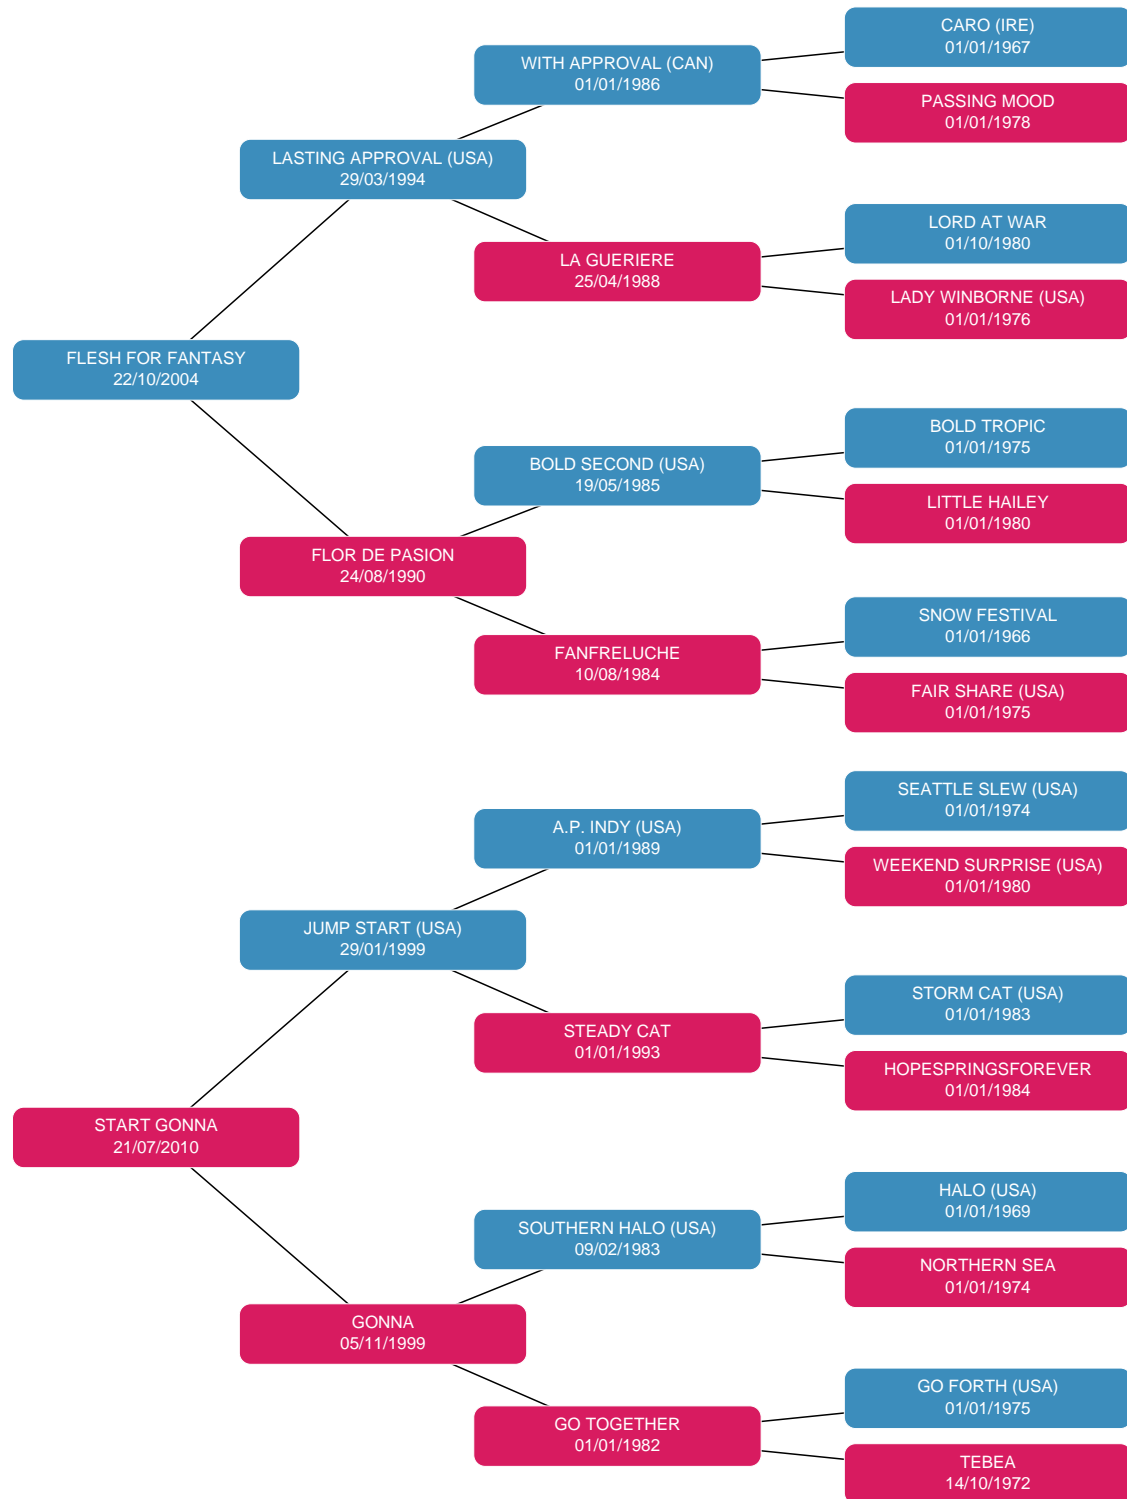 CARO (IRE)
01/01/1967
WITH APPROVAL (CAN)
01/01/1986
PASSING MOOD
01/01/1978
LASTING APPROVAL (USA)
29/03/1994
LORD AT WAR
01/10/1980
LA GUERIERE
25/04/1988
LADY WINBORNE (USA)
01/01/1976
FLESH FOR FANTASY
22/10/2004
BOLD TROPIC
01/01/1975
BOLD SECOND (USA)
19/05/1985
LITTLE HAILEY
01/01/1980
FLOR DE PASION
24/08/1990
SNOW FESTIVAL
01/01/1966
FANFRELUCHE
10/08/1984
FAIR SHARE (USA)
01/01/1975
SEATTLE SLEW (USA)
01/01/1974
A.P. INDY (USA)
01/01/1989
WEEKEND SURPRISE (USA)
01/01/1980
JUMP START (USA)
29/01/1999
STORM CAT (USA)
01/01/1983
STEADY CAT
01/01/1993
HOPESPRINGSFOREVER
01/01/1984
START GONNA
21/07/2010
HALO (USA)
01/01/1969
SOUTHERN HALO (USA)
09/02/1983
NORTHERN SEA
01/01/1974
GONNA
05/11/1999
GO FORTH (USA)
01/01/1975
GO TOGETHER
01/01/1982
TEBEA
14/10/1972